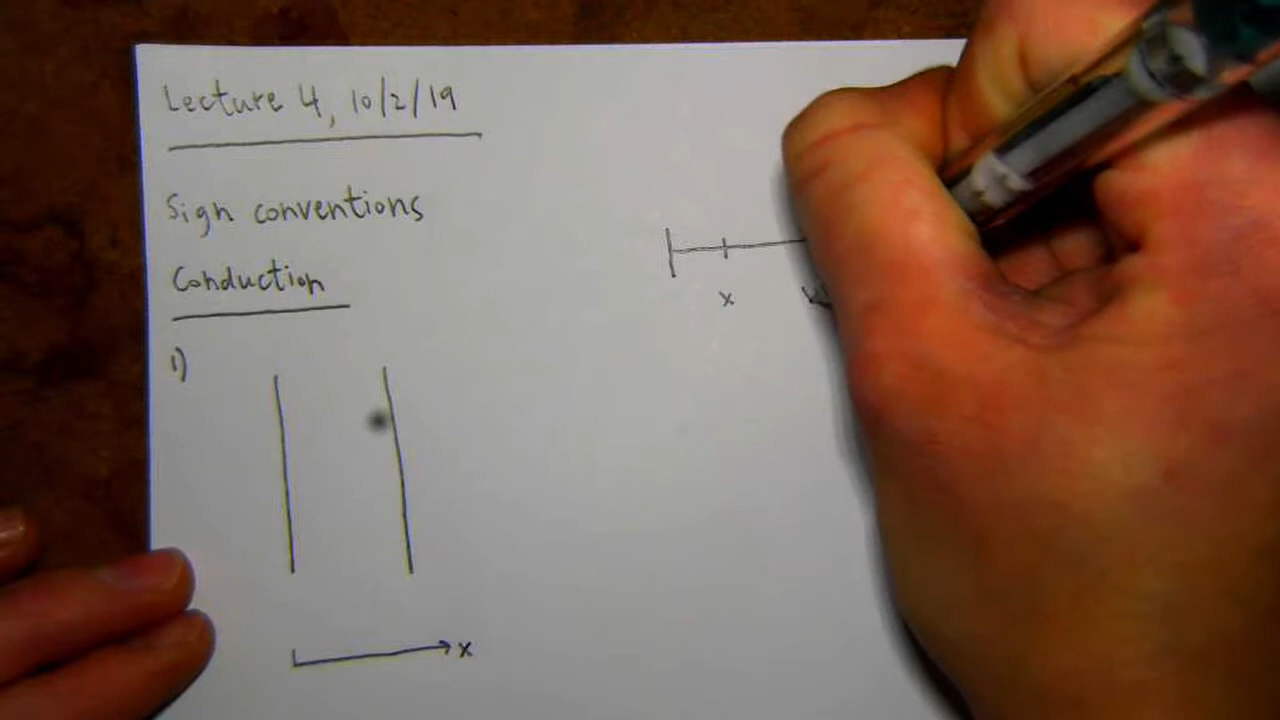 Lecture 4, 10/2/19
Sign conventions
Conduction
1)
x
x